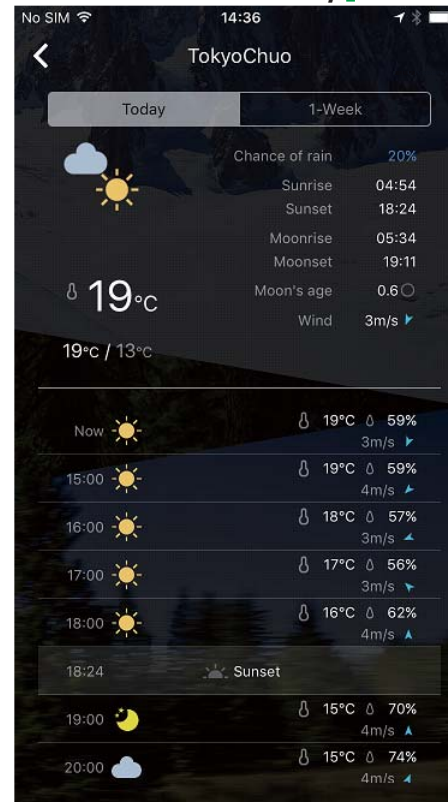 No SIM 14:36
TokyoChuo
Today 1-Week
Chance of rain 20%
Sunrise 04:54
Sunset 18:24
Moonrise 05:34
Moonset 19:11
Moon's age 0.6
19°C
Wind 3m/s
19°C / 13°C
Now 19°C 59%
3m/s
15:00 19°C 59%
4m/s
16:00 18°C 57%
3m/s
17:00 17°C 56%
3m/s
18:00 16°C 62%
4m/s
18:24 Sunset
19:00 15°C 70%
4m/s
20:00 15°C 74%
4m/s